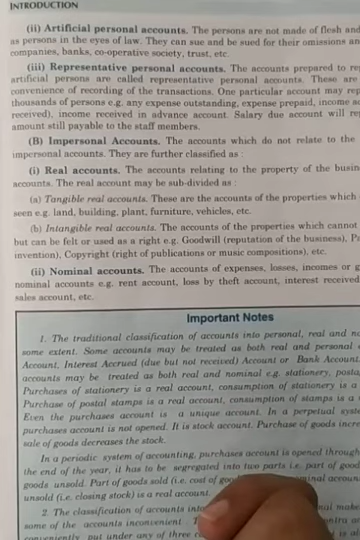 INTRODUCTION
(ii) Artificial personal accounts. The persons are not made of flesh and
as persons in the eyes of law. They can sue and be sued for their omissions an
companies, banks, co-operative society, trust, etc.
(iii) Representative personal accounts. The accounts prepared to rep
artificial persons are called representative personal accounts. These are
convenience of recording of the transactions. One particular account may rep
thousands of persons e.g. any expense outstanding, expense prepaid, income a
received), income received in advance account. Salary due account will rep
amount still payable to the staff members.
(B) Impersonal Accounts. The accounts which do not relate to the
impersonal accounts. They are further classified as :
(i) Real accounts. The accounts relating to the property of the busin
accounts. The real account may be sub-divided as :
(a) Tangible real accounts. These are the accounts of the properties which
seen e.g. land, building, plant, furniture, vehicles, etc.
(b) Intangible real accounts. The accounts of the properties which cannot
but can be felt or used as a right e.g. Goodwill (reputation of the business), Pa
invention), Copyright (right of publications or music compositions), etc.
(ii) Nominal accounts. The accounts of expenses, losses, incomes or g
nominal accounts e.g. rent account, loss by theft account, interest received
sales account, etc.
Important Notes
1. The traditional classification of accounts into personal, real and no
some extent. Some accounts may be treated as both real and personal
Account, Interest Accrued (due but not received) Account or Bank Account.
accounts may be treated as both real and nominal e.g. stationery, posta
Purchases of stationery is a real account, consumption of stationery is a
Purchase of postal stamps is a real account, consumption of stamps is a
Even the purchases account is a unique account. In a perpetual syste
purchases account is not opened. It is stock account. Purchase of goods incre
sale of goods decreases the stock.
In a periodic system of accounting, purchases account is opened through
the end of the year, it has to be segregated into two parts i.e. part of good
goods unsold. Part of goods sold (i.e. cost of goo minal accoun
unsold (i.e. closing stock) is a real account.
2. The classification of accounts into nal make
some of the accounts inconvenient. T ntra a
conveniently put under any of three c